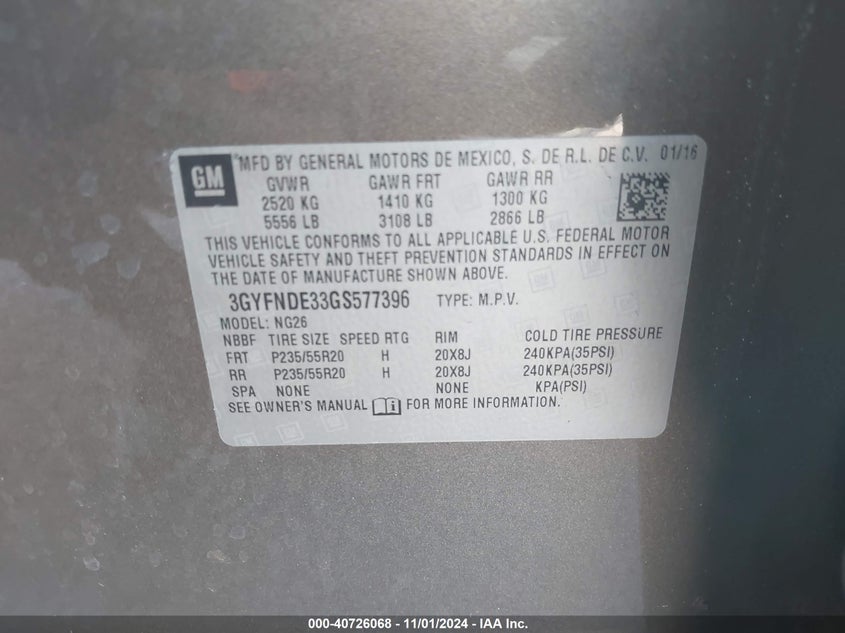 GM
MFD BY GENERAL MOTORS DE MEXICO, S. DE R.L. DE C.V. 01/16
GVWR GAWR FRT GAWR RR
2520 KG 1410 KG 1300 KG
5556 LB 3108 LB 2866 LB
THIS VEHICLE CONFORMS TO ALL APPLICABLE U.S. FEDERAL MOTOR
VEHICLE SAFETY AND THEFT PREVENTION STANDARDS IN EFFECT ON
THE DATE OF MANUFACTURE SHOWN ABOVE.
3GYFNDE33GS577396 TYPE: M.P.V.
MODEL: NG26
NBBF TIRE SIZE SPEED RTG RIM COLD TIRE PRESSURE
FRT P235/55R20 H 20X8J 240KPA(35PSI)
RR P235/55R20 H 20X8J 240KPA(35PSI)
SPA NONE NONE KPA(PSI)
SEE OWNER'S MANUAL FOR MORE INFORMATION.
000-40726068 - 11/01/2024 - IAA Inc.